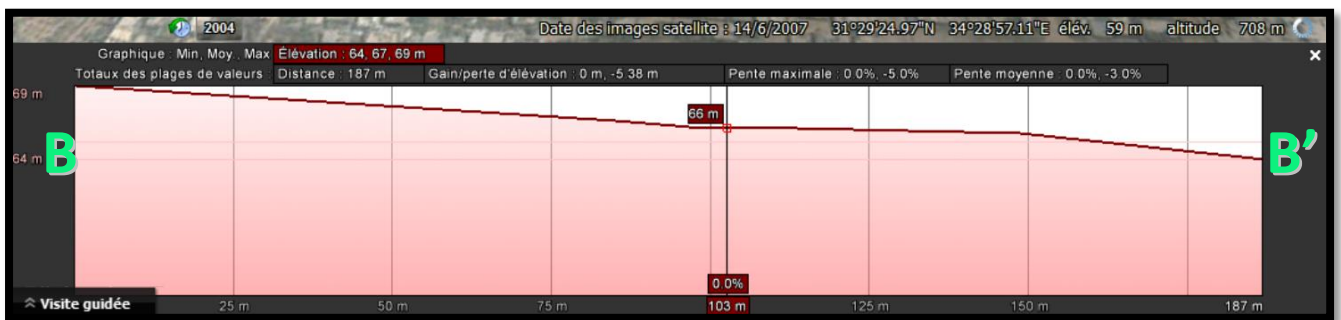 2004 Date des images satellite : 14/6/2007 31°29'24.97"N 34°28'57.11"E élév. 59 m altitude 708 m
Graphique : Min, Moy., Max Élévation : 64, 67, 69 m
Totaux des plages de valeurs : Distance : 187 m Gain/perte d'élévation : 0 m, -5.38 m Pente maximale : 0.0%, -5.0% Pente moyenne : 0.0%, -3.0%
69 m
66 m
B B’
64 m
0.0%
Visite guidée 25 m 50 m 75 m 103 m 125 m 150 m 187 m